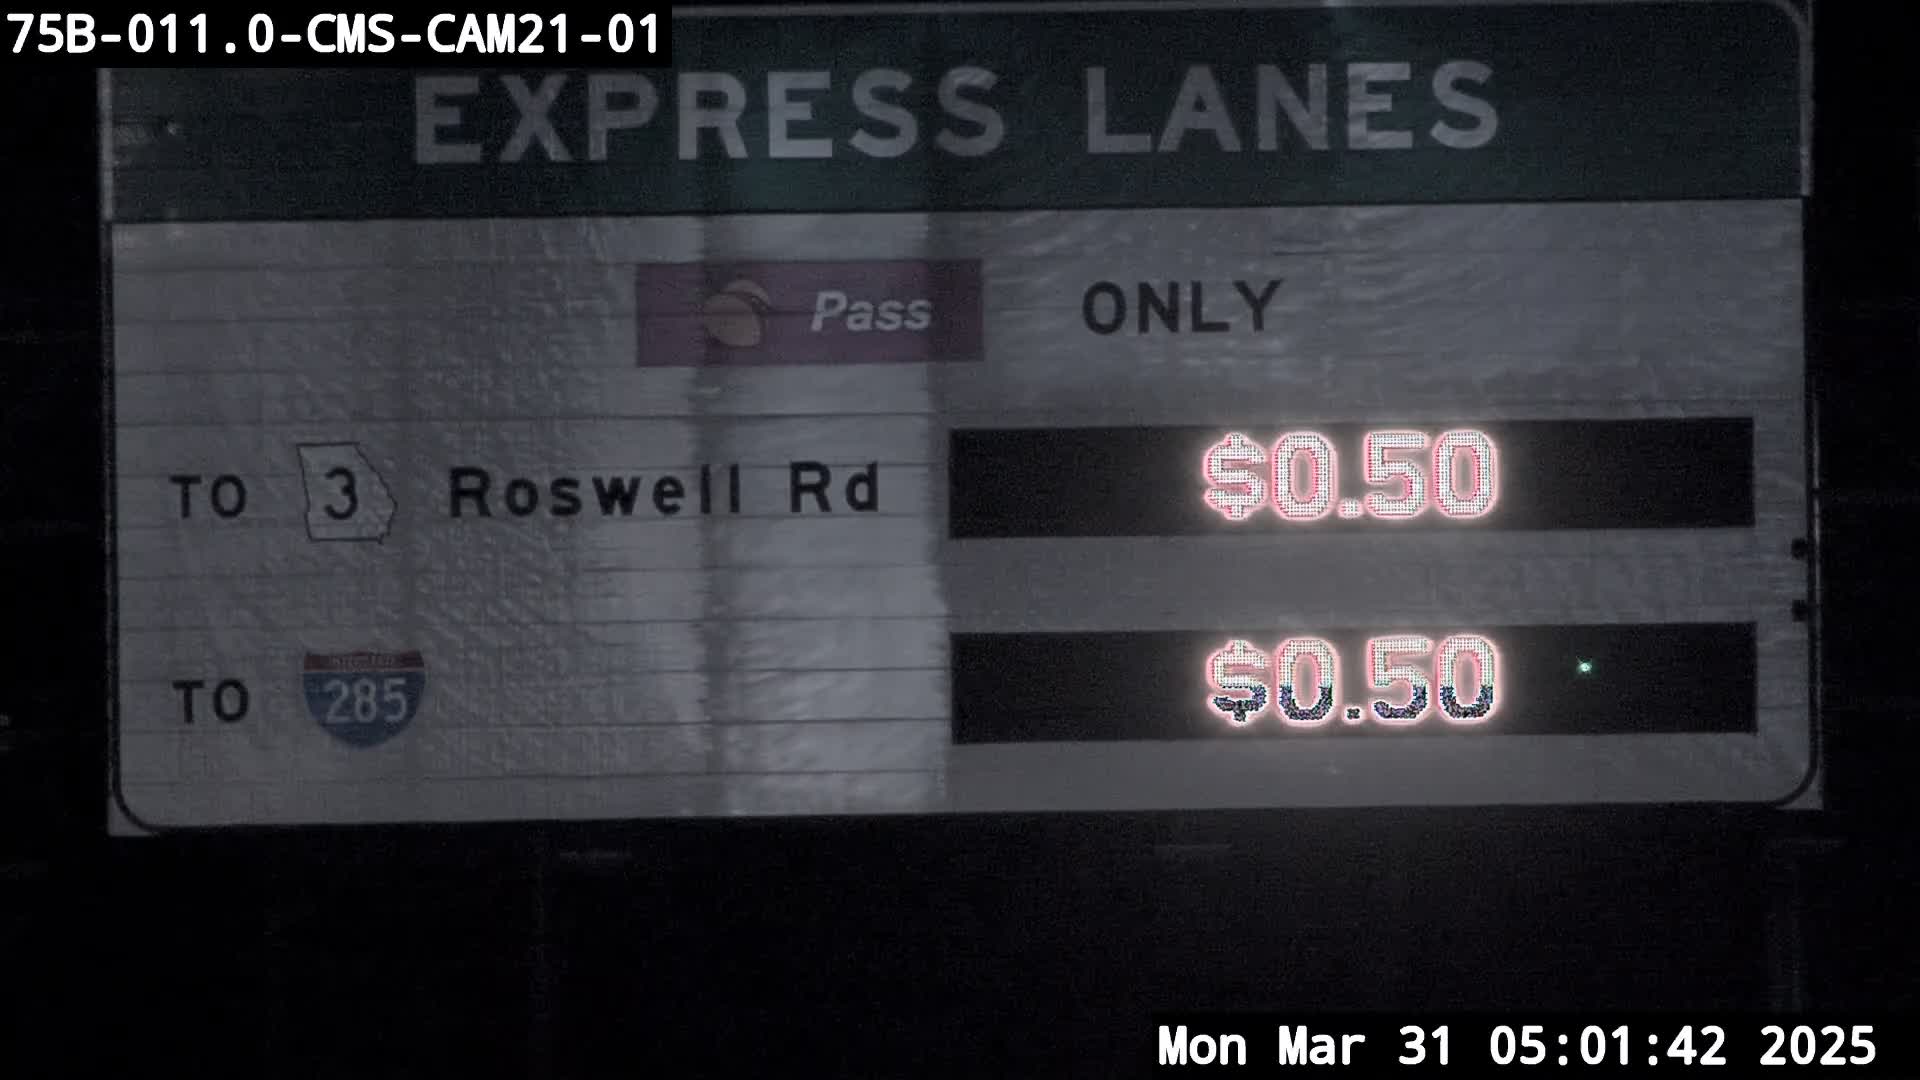 75B-011.0-CMS-CAM21-01
EXPRESS LANES
Pass ONLY
TO 3 Roswell Rd $0.50
INTERSTATE
TO 285 $0.50
Mon Mar 31 05:01:42 2025